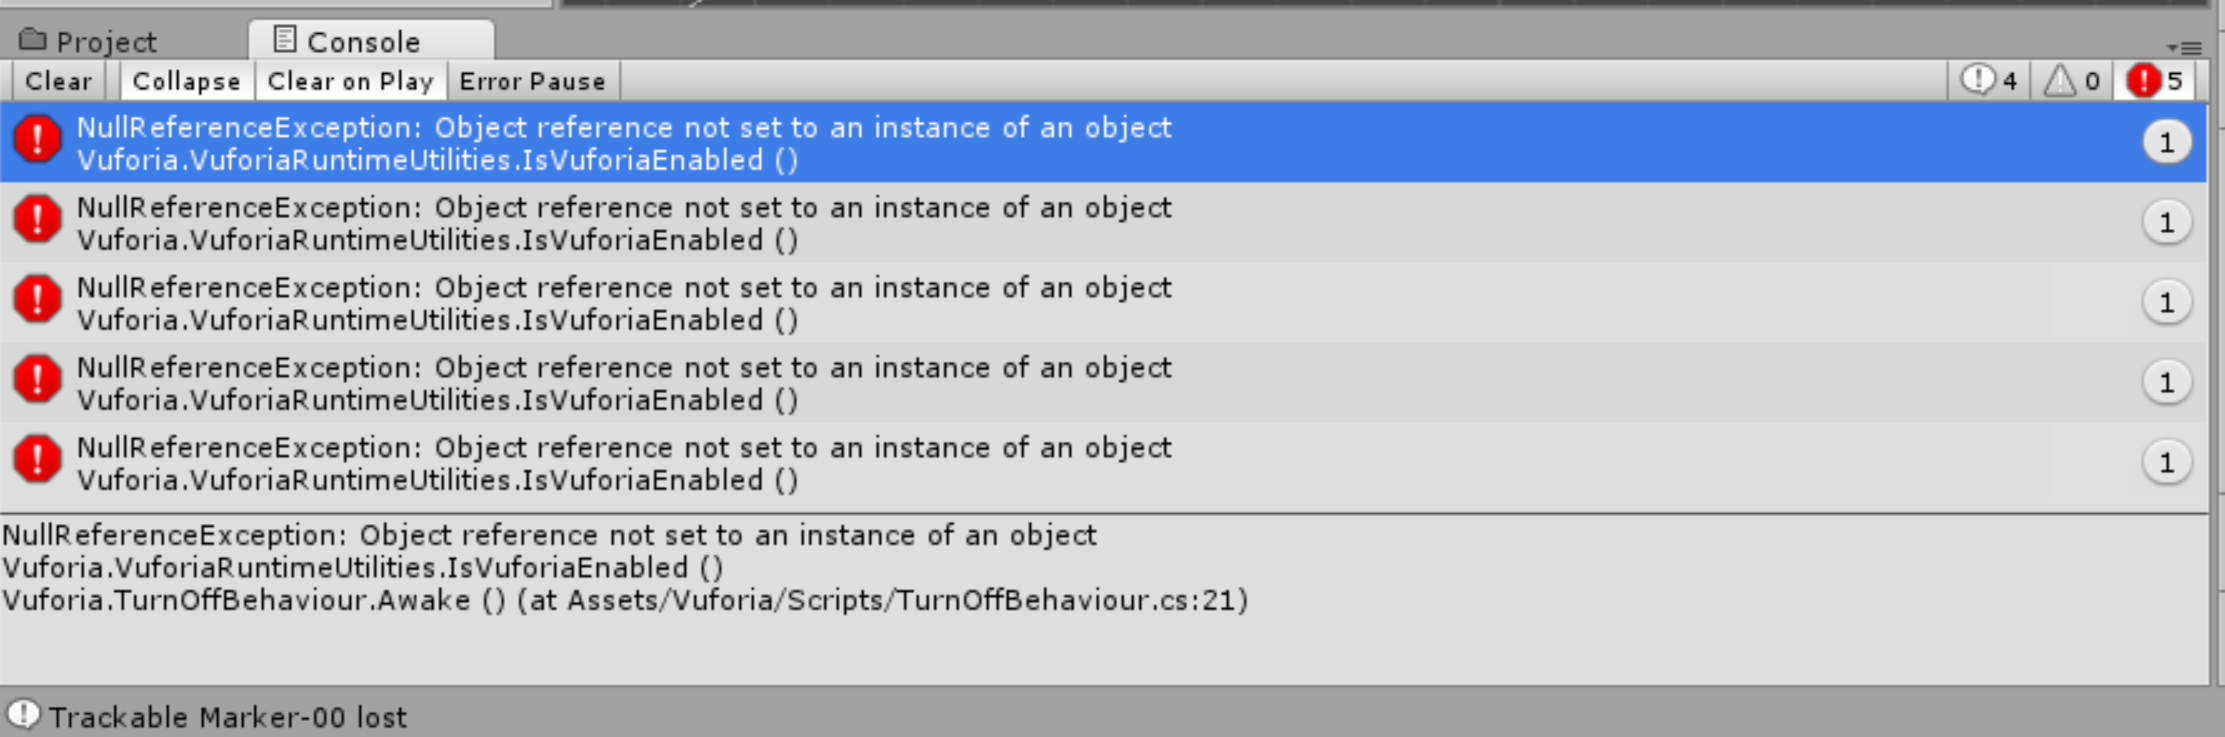 Project
Console
Clear
Collapse
Clear on Play
Error Pause
4
0
5
NullReferenceException: Object reference not set to an instance of an object
Vuforia.VuforiaRuntimeUtilities.IsVuforiaEnabled ()
1
NullReferenceException: Object reference not set to an instance of an object
Vuforia.VuforiaRuntimeUtilities.IsVuforiaEnabled ()
1
NullReferenceException: Object reference not set to an instance of an object
Vuforia.VuforiaRuntimeUtilities.IsVuforiaEnabled ()
1
NullReferenceException: Object reference not set to an instance of an object
Vuforia.VuforiaRuntimeUtilities.IsVuforiaEnabled ()
1
NullReferenceException: Object reference not set to an instance of an object
Vuforia.VuforiaRuntimeUtilities.IsVuforiaEnabled ()
1
NullReferenceException: Object reference not set to an instance of an object
Vuforia.VuforiaRuntimeUtilities.IsVuforiaEnabled ()
Vuforia.TurnOffBehaviour.Awake () (at Assets/Vuforia/Scripts/TurnOffBehaviour.cs:21)
Trackable Marker-00 lost